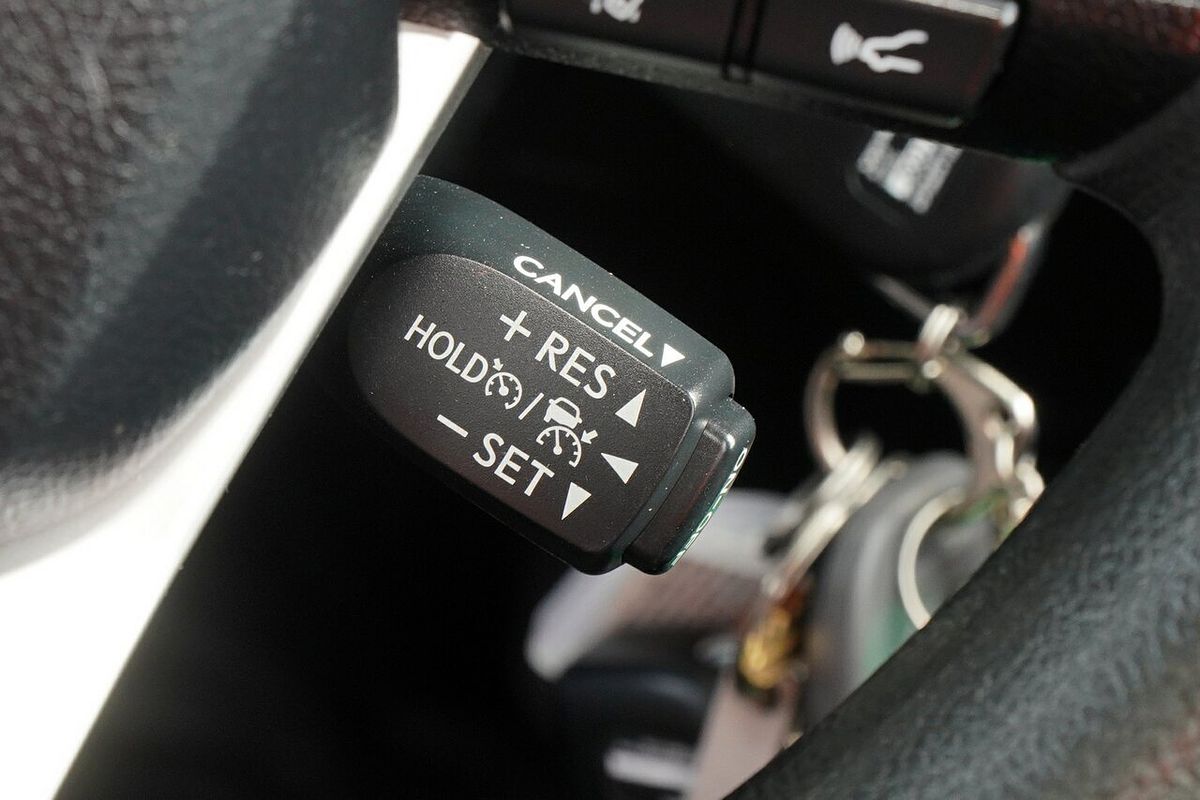 CANCEL
+ RES
HOLD /
− SET